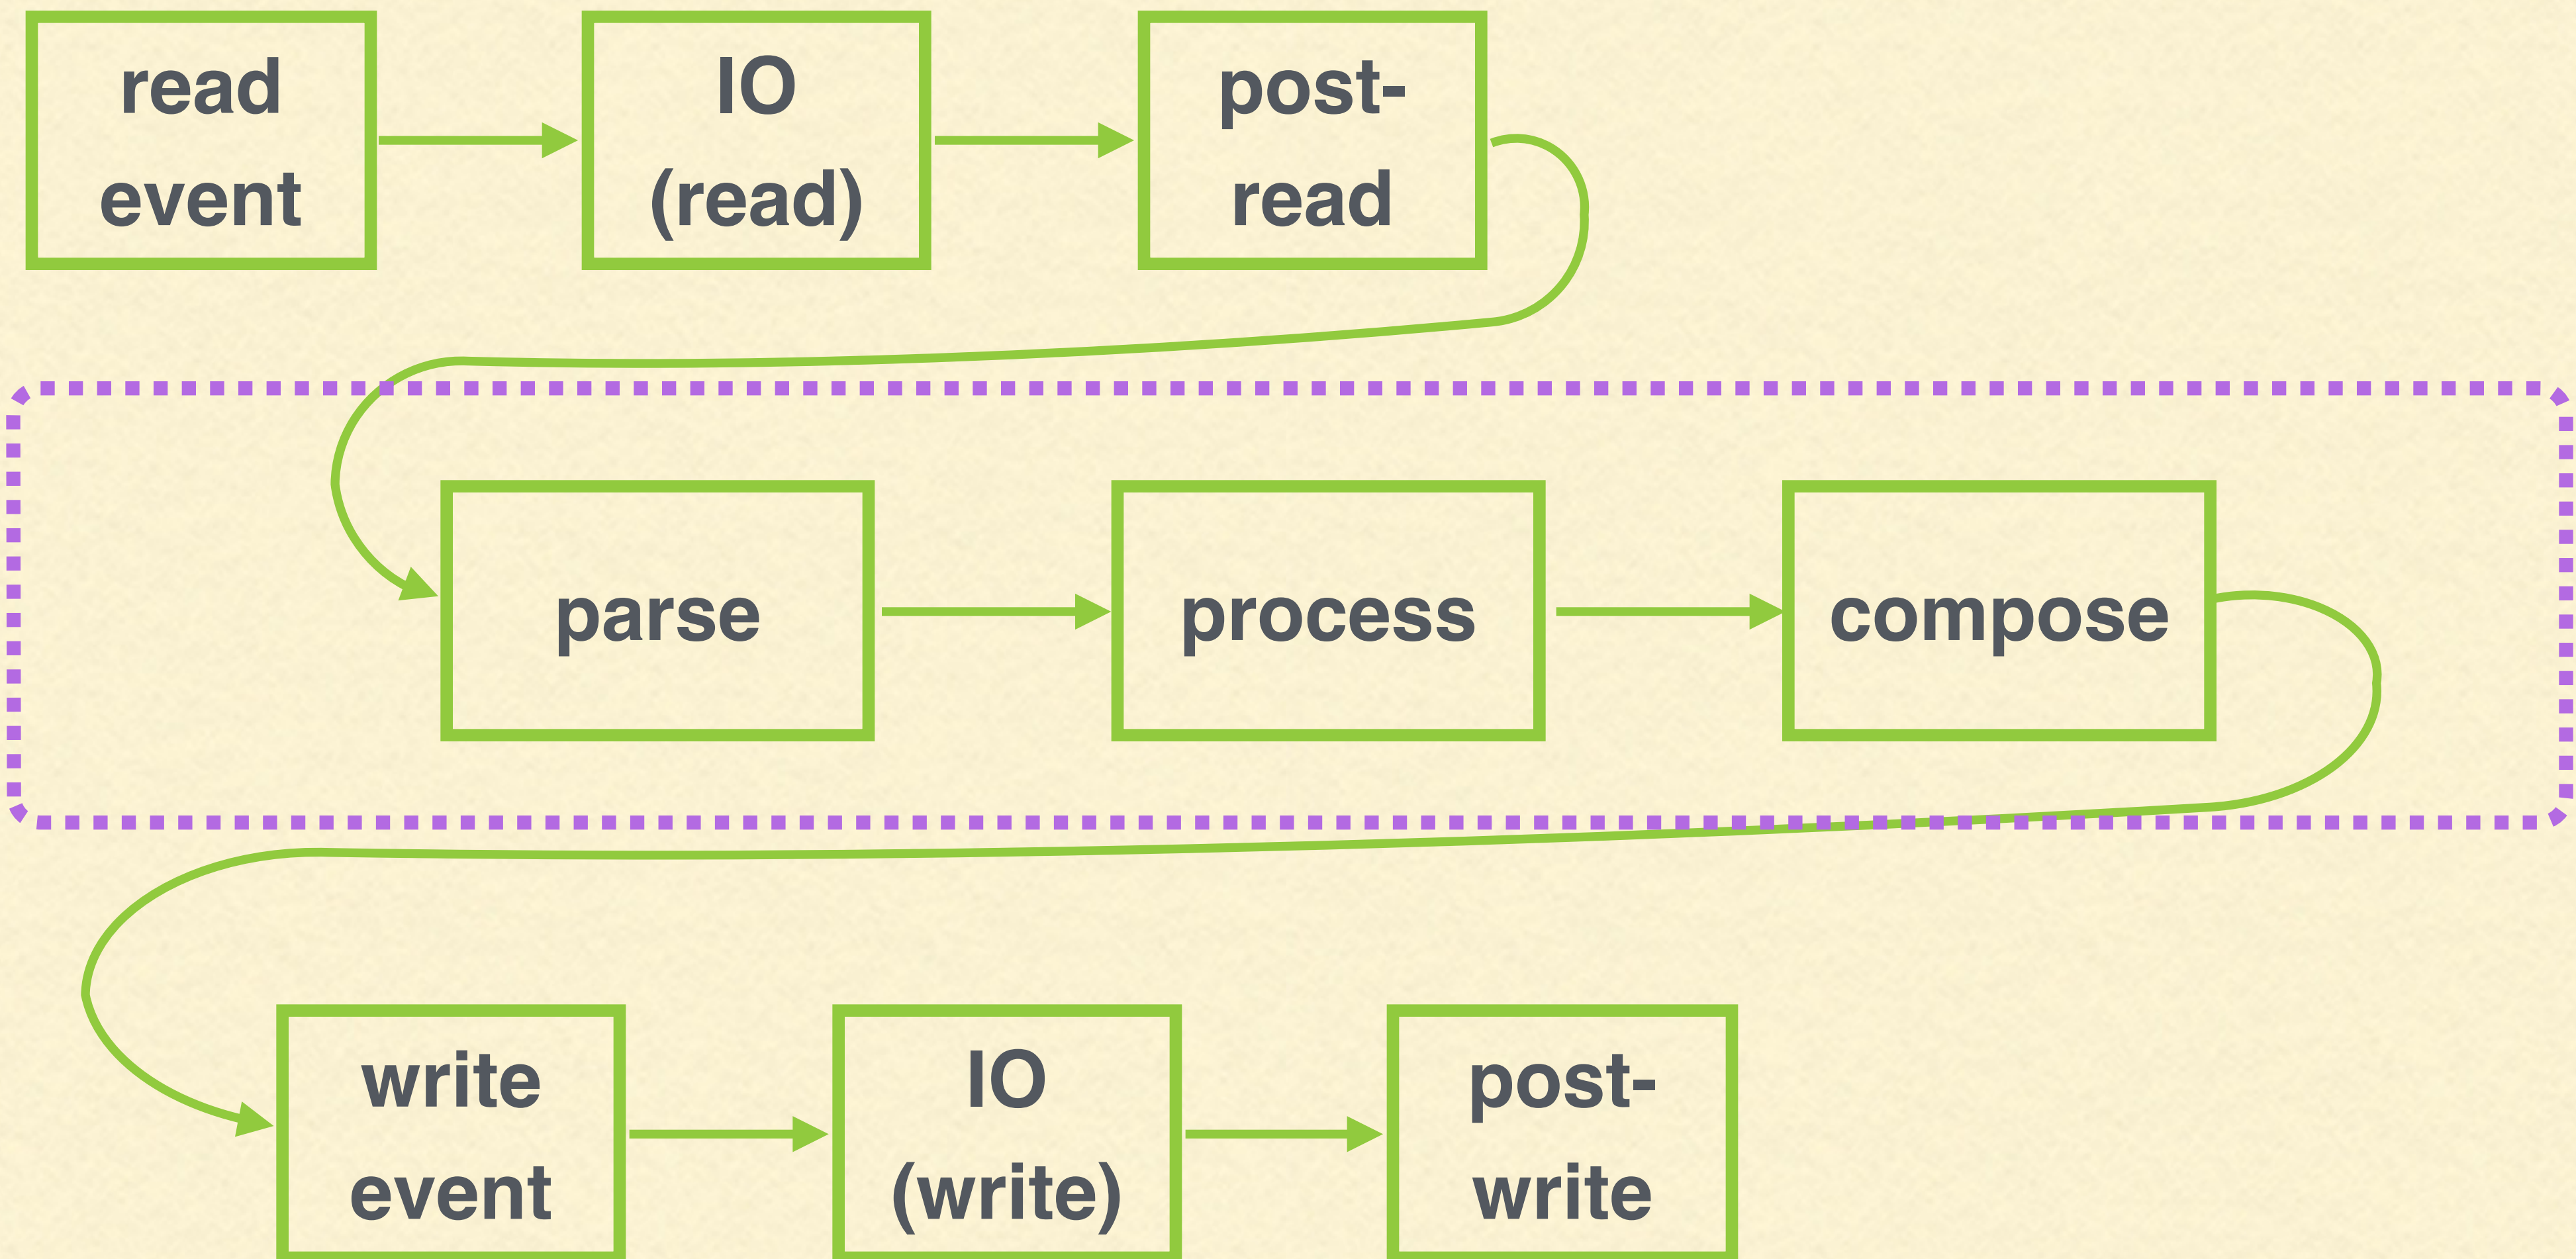 read
event
IO
(read)
post-
read
parse
process
compose
write
event
IO
(write)
post-
write